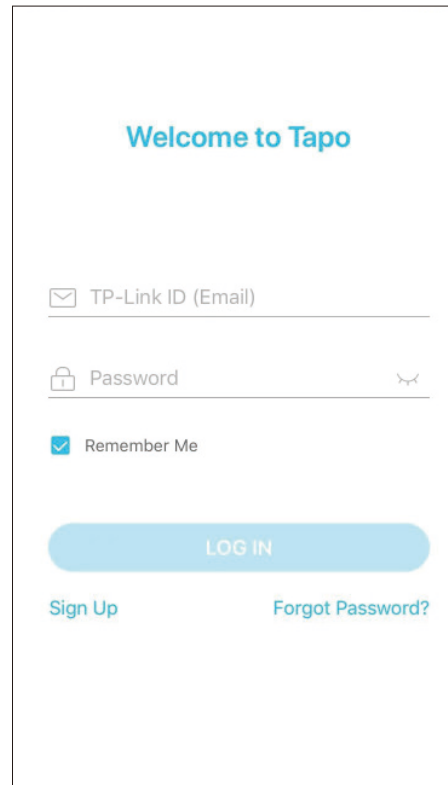 Welcome to Tapo
TP-Link ID (Email)
Password
Remember Me
LOG IN
Sign Up
Forgot Password?